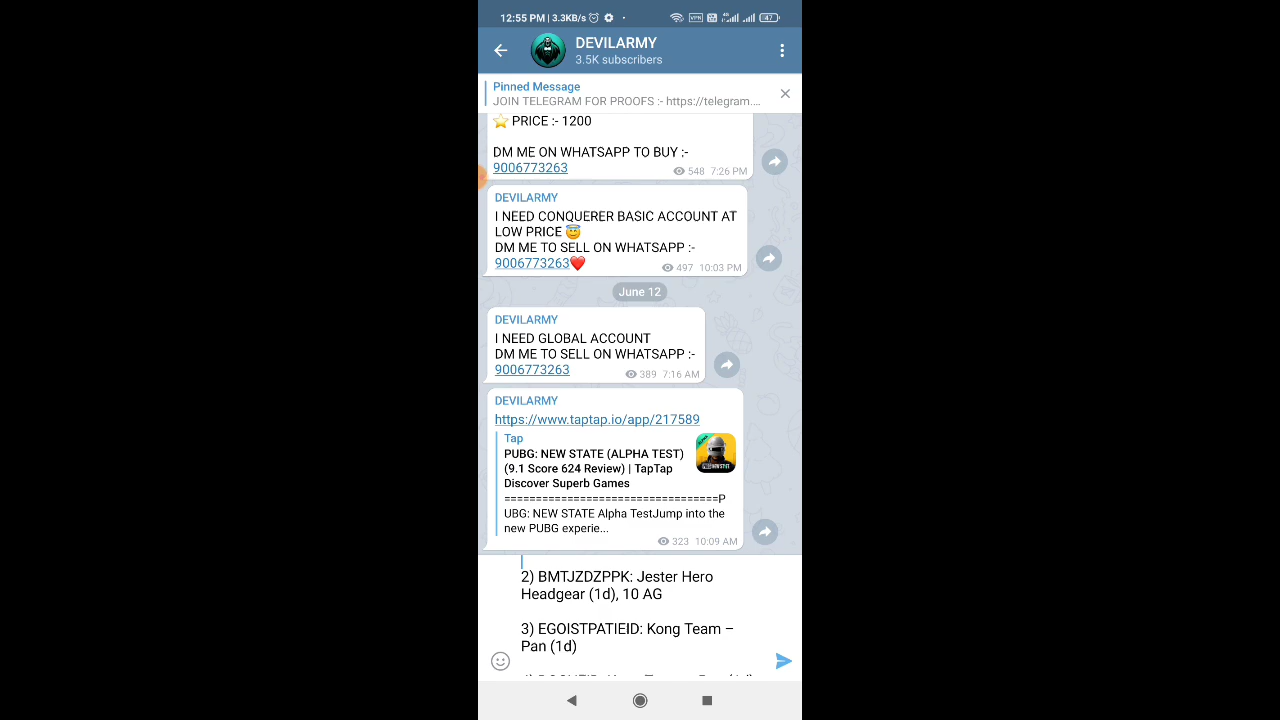 12:55 PM | 3.3KB/s
VPN
4G
47
DEVILARMY
3.5K subscribers
Pinned Message
JOIN TELEGRAM FOR PROOFS :- https://telegram....
⭐ PRICE :- 1200
DM ME ON WHATSAPP TO BUY :-
9006773263
548 7:26 PM
DEVILARMY
I NEED CONQUERER BASIC ACCOUNT AT
LOW PRICE 😇
DM ME TO SELL ON WHATSAPP :-
9006773263❤️
497 10:03 PM
June 12
DEVILARMY
I NEED GLOBAL ACCOUNT
DM ME TO SELL ON WHATSAPP :-
9006773263
389 7:16 AM
DEVILARMY
https://www.taptap.io/app/217589
Tap
PUBG: NEW STATE (ALPHA TEST)
(9.1 Score 624 Review) | TapTap
Discover Superb Games
=================================P
UBG: NEW STATE Alpha TestJump into the
new PUBG experie...
323 10:09 AM
2) BMTJZDZPPK: Jester Hero
Headgear (1d), 10 AG
3) EGOISTPATIEID: Kong Team –
Pan (1d)